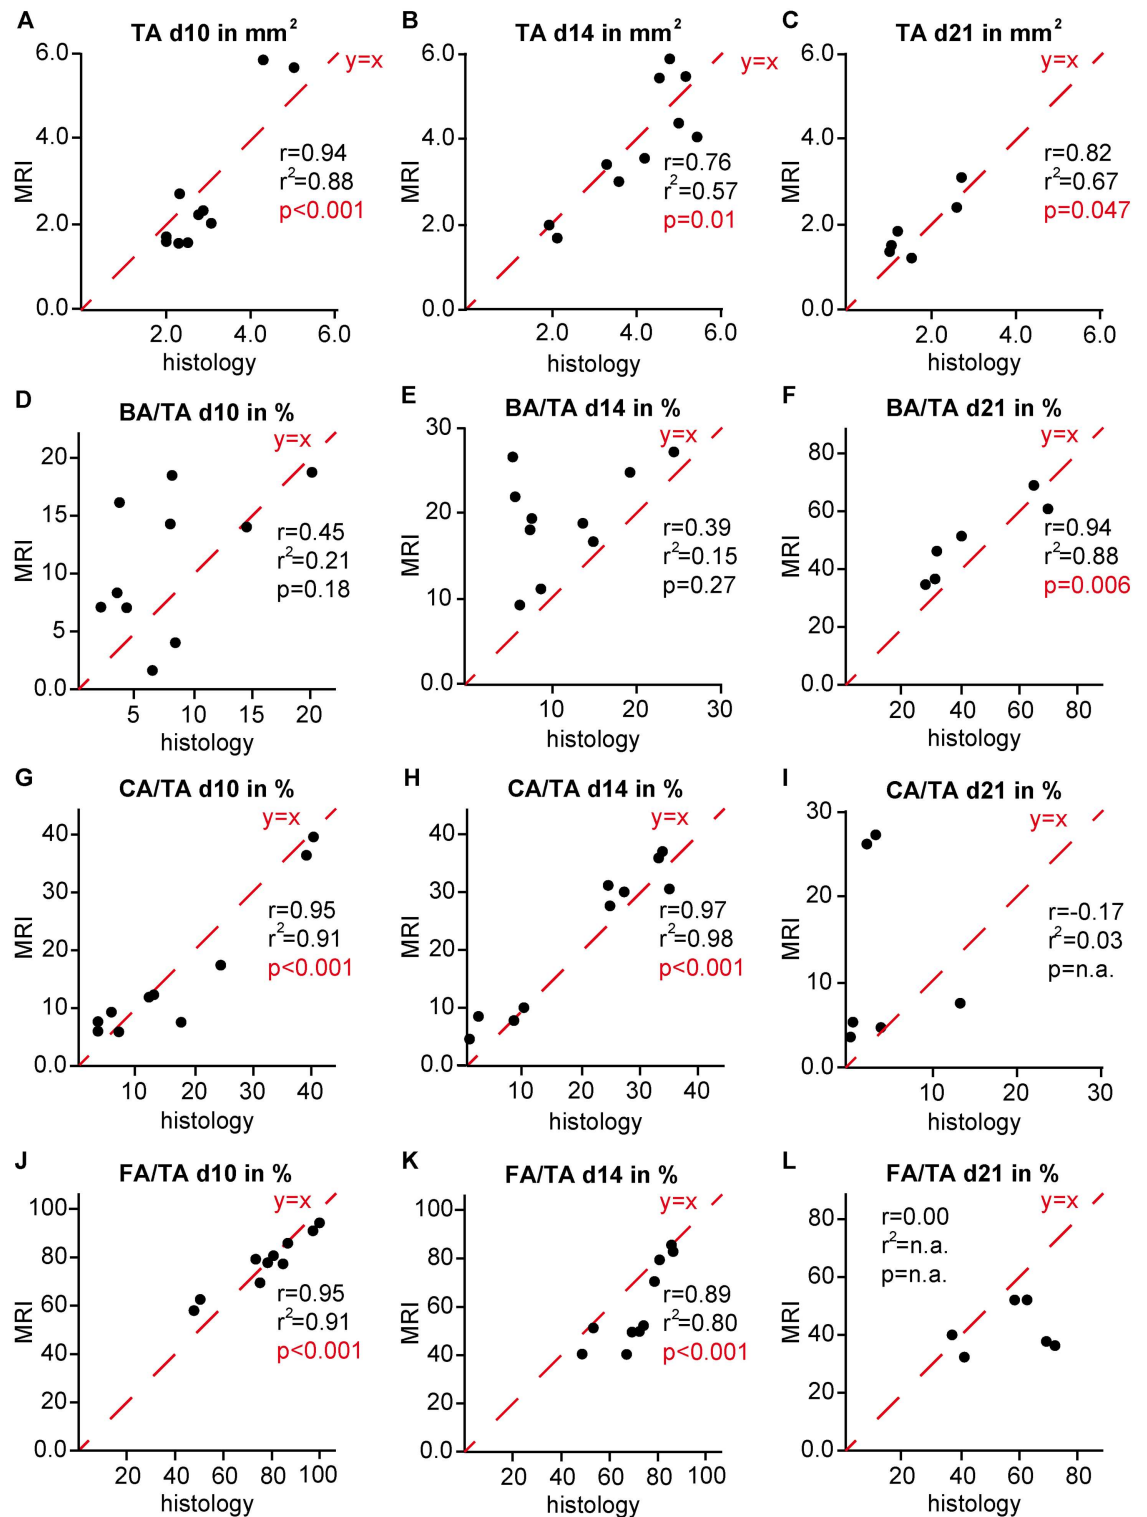 A
TA d10 in mm²
6.0
4.0
2.0
0.0
MRI
y=x
r=0.94
r²=0.88
p<0.001
2.0 4.0 6.0
histology
B
TA d14 in mm²
6.0
4.0
2.0
0.0
MRI
y=x
r=0.76
r²=0.57
p=0.01
2.0 4.0 6.0
histology
C
TA d21 in mm²
6.0
4.0
2.0
0.0
MRI
y=x
r=0.82
r²=0.67
p=0.047
2.0 4.0 6.0
histology
D
BA/TA d10 in %
20
15
10
5
0.0
MRI
y=x
r=0.45
r²=0.21
p=0.18
5 10 15 20
histology
E
BA/TA d14 in %
30
20
10
0.0
MRI
y=x
r=0.39
r²=0.15
p=0.27
10 20 30
histology
F
BA/TA d21 in %
80
60
40
20
0.0
MRI
y=x
r=0.94
r²=0.88
p=0.006
20 40 60 80
histology
G
CA/TA d10 in %
40
30
20
10
0.0
MRI
y=x
r=0.95
r²=0.91
p<0.001
10 20 30 40
histology
H
CA/TA d14 in %
40
30
20
10
0.0
MRI
y=x
r=0.97
r²=0.98
p<0.001
10 20 30 40
histology
I
CA/TA d21 in %
30
20
10
0.0
MRI
y=x
r=-0.17
r²=0.03
p=n.a.
10 20 30
histology
J
FA/TA d10 in %
100
80
60
40
20
0.0
MRI
y=x
r=0.95
r²=0.91
p<0.001
20 40 60 80 100
histology
K
FA/TA d14 in %
100
80
60
40
20
0.0
MRI
y=x
r=0.89
r²=0.80
p<0.001
20 40 60 80 100
histology
L
FA/TA d21 in %
80
60
40
20
0.0
MRI
y=x
r=0.00
r²=n.a.
p=n.a.
20 40 60 80
histology